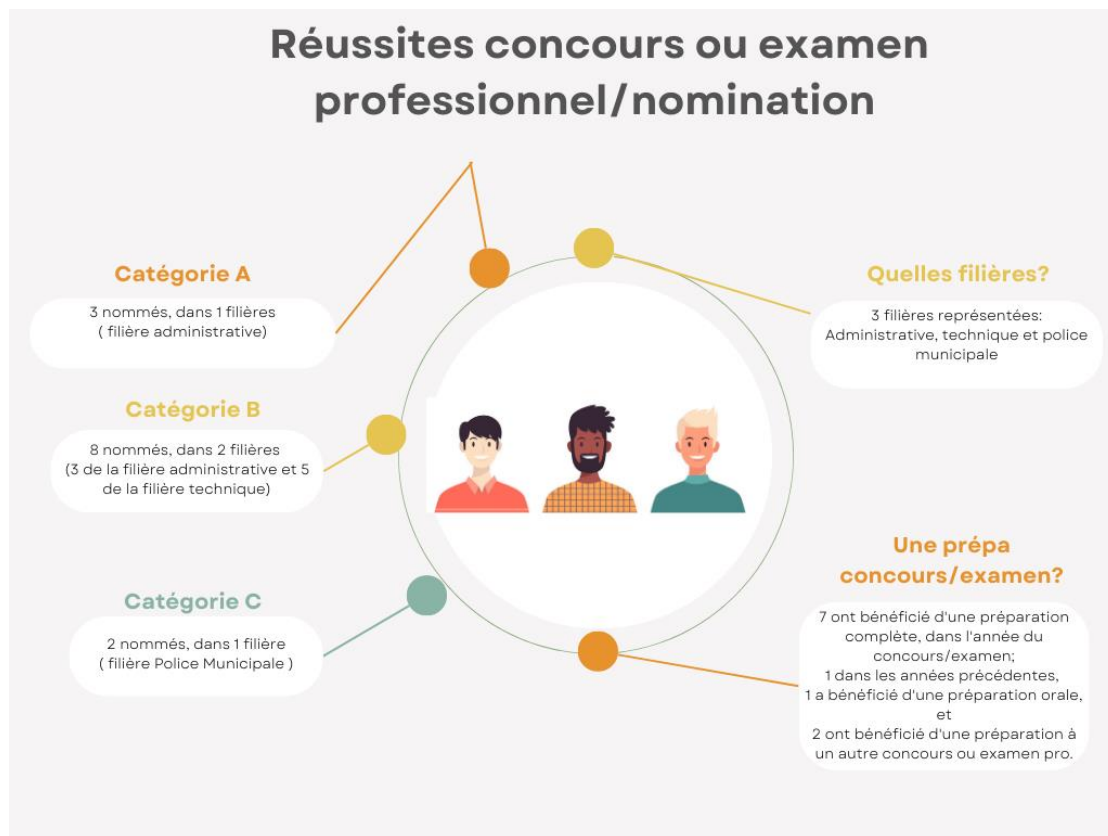 Réussites concours ou examen
professionnel/nomination
Catégorie A
3 nommés, dans 1 filières
( filière administrative)
Catégorie B
8 nommés, dans 2 filières
(3 de la filière administrative et 5
de la filière technique)
Catégorie C
2 nommés, dans 1 filière
( filière Police Municipale )
Quelles filières?
3 filières représentées:
Administrative, technique et police
municipale
Une prépa
concours/examen?
7 ont bénéficié d'une préparation
complète, dans l'année du
concours/examen;
1 dans les années précédentes,
1 a bénéficié d'une préparation orale,
et
2 ont bénéficié d'une préparation à
un autre concours ou examen pro.